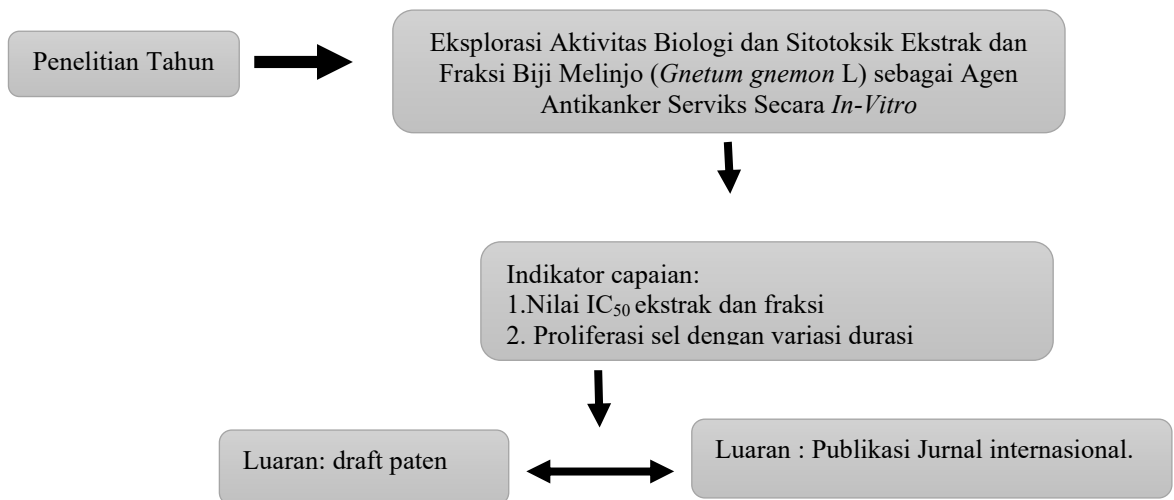 Penelitian Tahun
Eksplorasi Aktivitas Biologi dan Sitotoksik Ekstrak dan
Fraksi Biji Melinjo (Gnetum gnemon L) sebagai Agen
Antikanker Serviks Secara In-Vitro
Indikator capaian:
1.Nilai IC₅₀ ekstrak dan fraksi
2. Proliferasi sel dengan variasi durasi
Luaran: draft paten
Luaran : Publikasi Jurnal internasional.